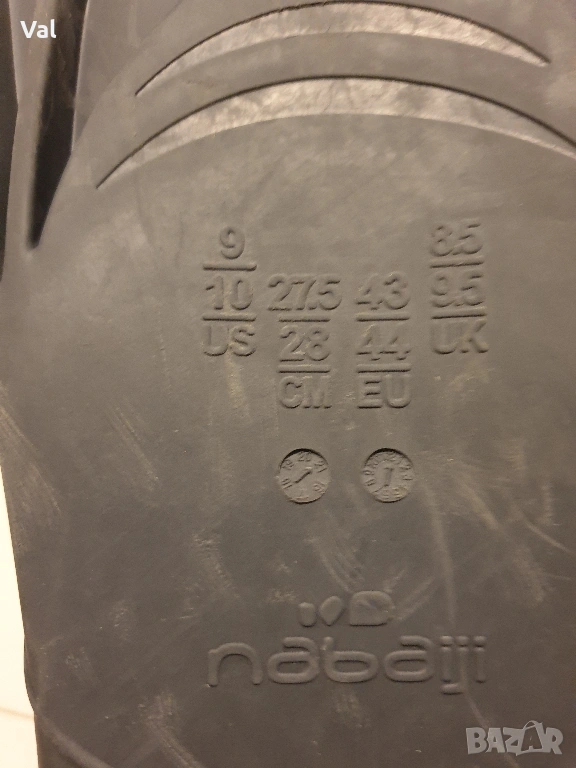 Val
9
10
US
27.5
28
CM
43
44
EU
8.5
9.5
UK
nabaiji
BAZAR